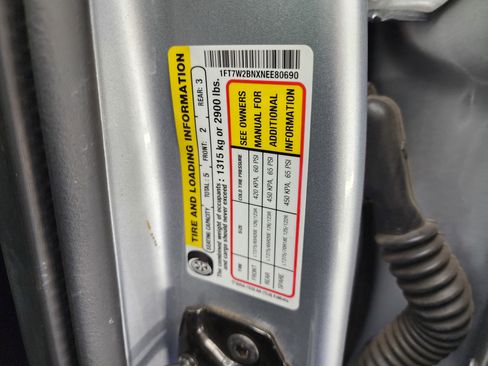 1FT7W2BNXNEE80690
TIRE AND LOADING INFORMATION
SEATING CAPACITY TOTAL: 5 FRONT: 2 REAR: 3
The combined weight of occupants and cargo should never exceed : 1315 kg or 2900 lbs.
TIRE SIZE COLD TIRE PRESSURE
FRONT 420 KPA, 60 PSI
REAR 450 KPA, 65 PSI
SPARE 450 KPA, 65 PSI
SEE OWNERS
MANUAL FOR
ADDITIONAL
INFORMATION